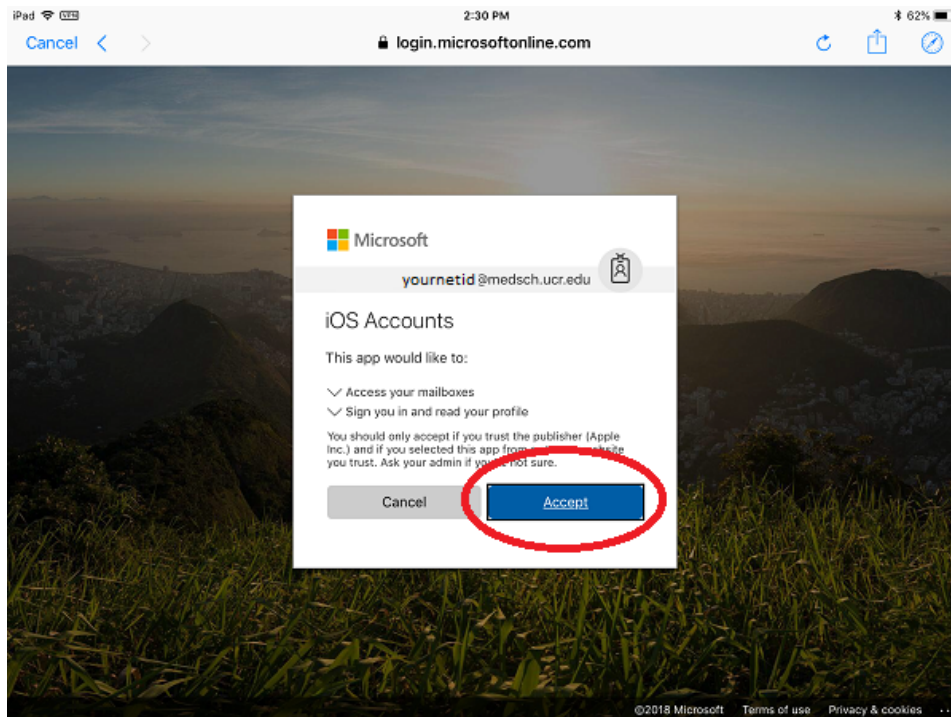 iPad VPN 2:30 PM 62%
Cancel login.microsoftonline.com
Microsoft
yournetid@medsch.ucr.edu
iOS Accounts
This app would like to:
Access your mailboxes
Sign you in and read your profile
You should only accept if you trust the publisher (Apple
Inc.) and if you selected this app from
you trust. Ask your admin if not sure.
Cancel Accept
©2018 Microsoft Terms of use Privacy & cookies ...